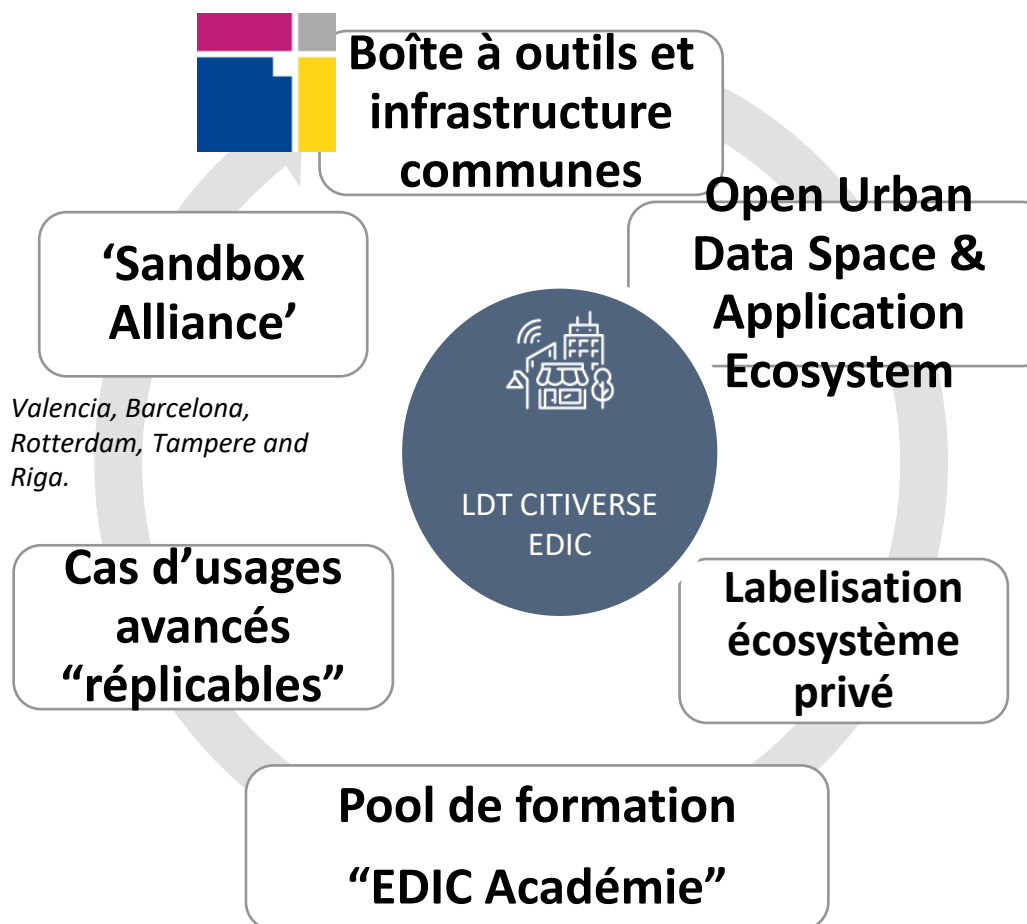 Boîte à outils et
infrastructure
communes
Open Urban
Data Space &
Application
Ecosystem
‘Sandbox
Alliance’
Valencia, Barcelona,
Rotterdam, Tampere and
Riga.
LDT CITIVERSE
EDIC
Cas d’usages
avancés
“réplicables”
Labelisation
écosystème
privé
Pool de formation
“EDIC Académie”